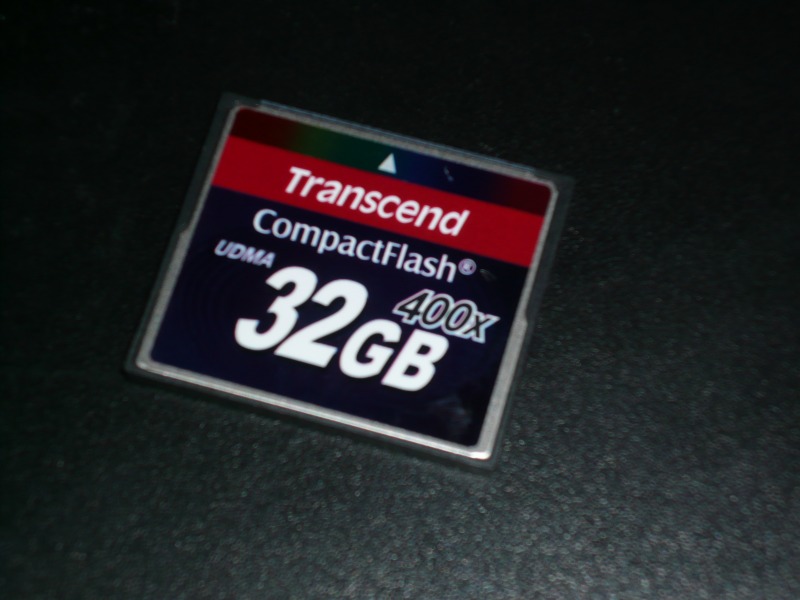 Transcend
CompactFlash®
UDMA
400x
32GB